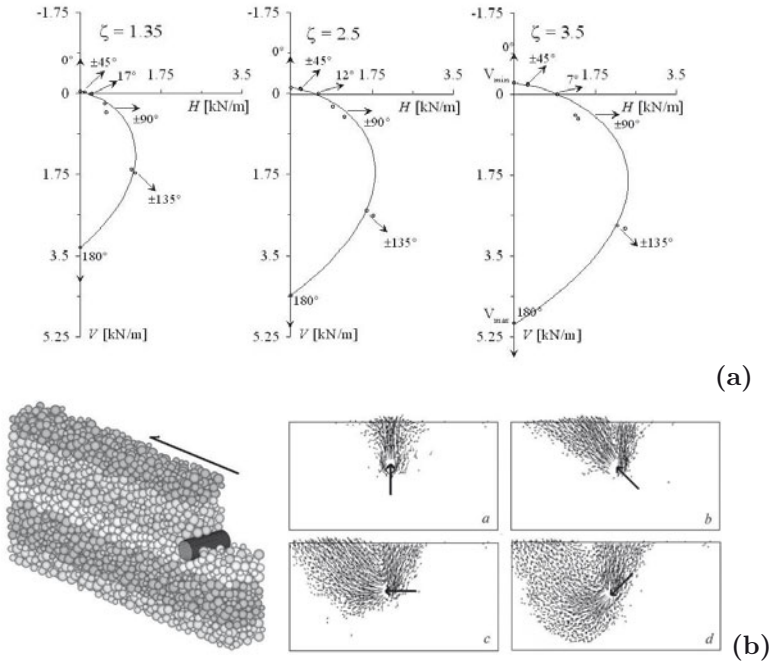 -1.75
ζ = 1.35
0°
±45°
17°
0
1.75
3.5
H [kN/m]
±90°
1.75
±135°
3.5
180°
5.25
V [kN/m]
-1.75
ζ = 2.5
0°
±45°
12°
0
1.75
3.5
H [kN/m]
±90°
1.75
±135°
3.5
180°
5.25
V [kN/m]
-1.75
ζ = 3.5
0°
V min
±45°
7°
0
1.75
3.5
H [kN/m]
±90°
1.75
±135°
3.5
V max
180°
5.25
V [kN/m]
(a)
a
b
c
d
(b)